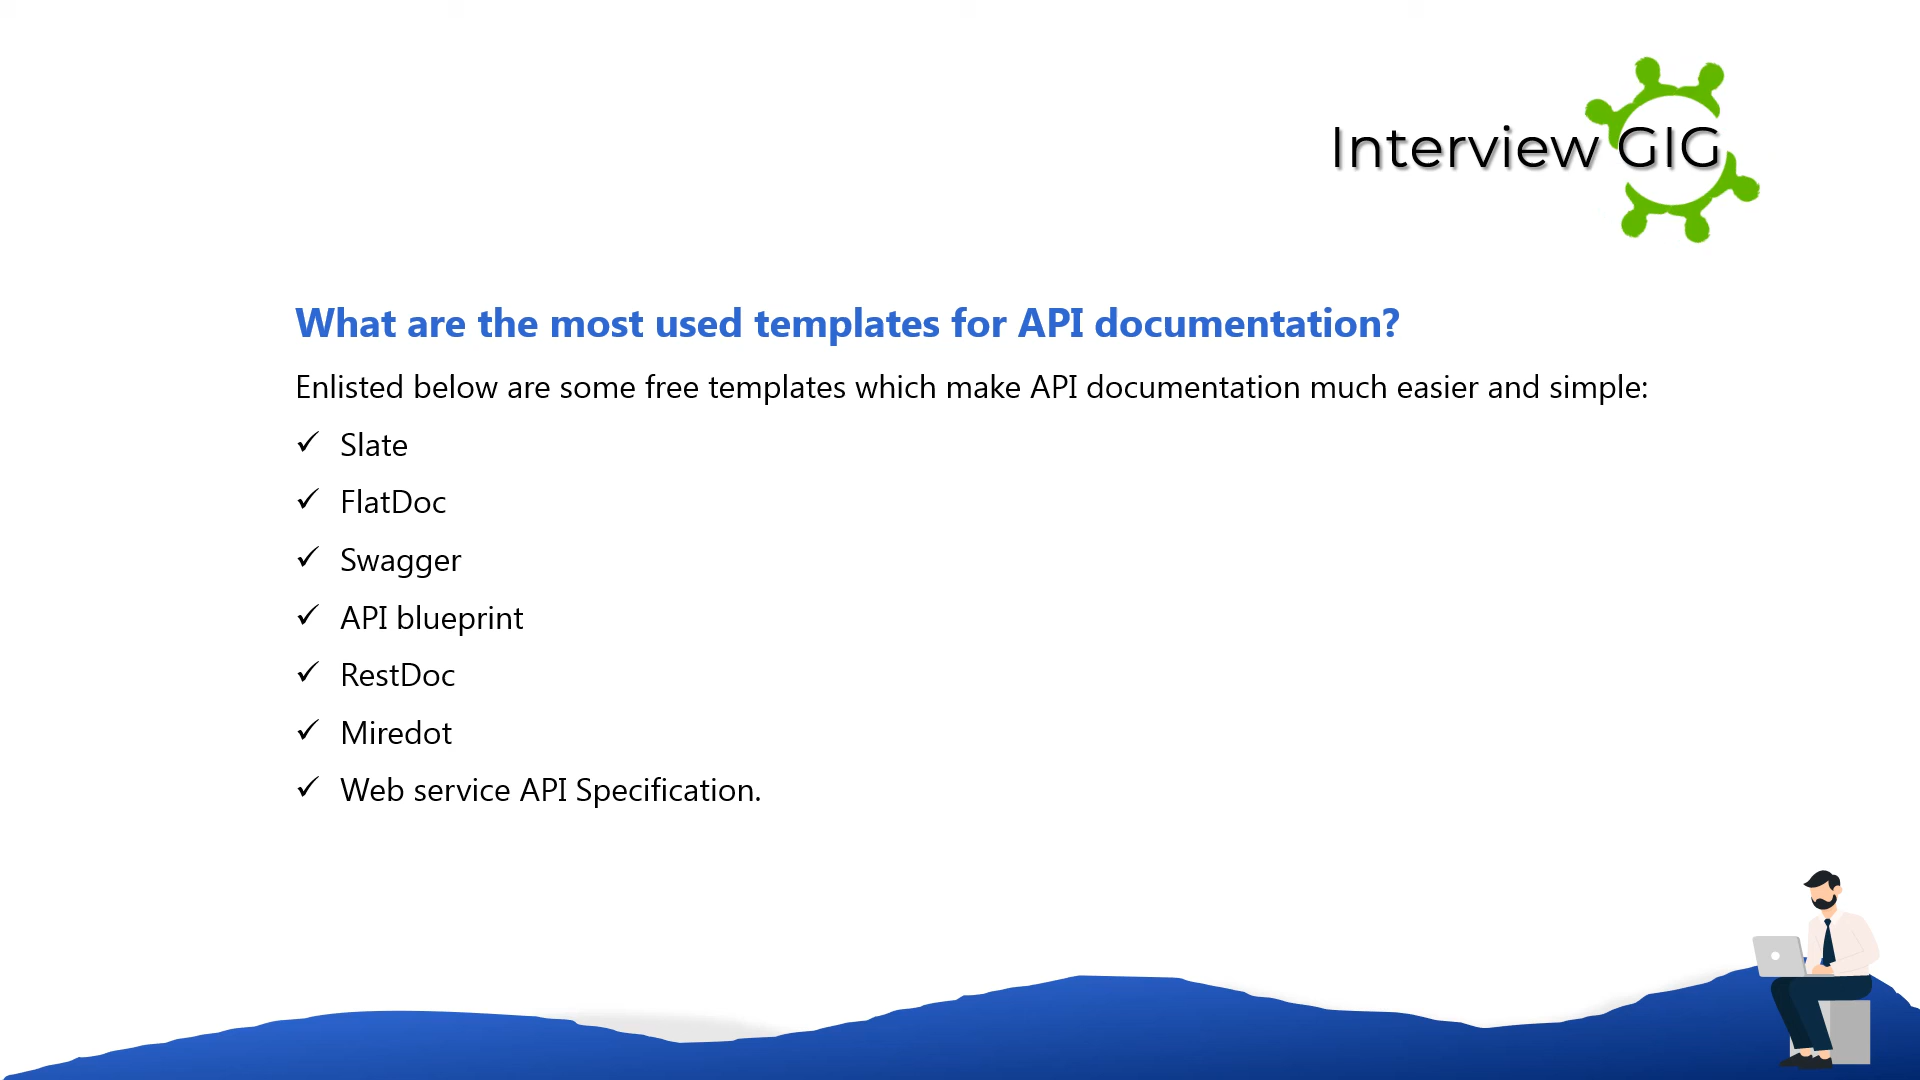 Interview GIG
What are the most used templates for API documentation?
Enlisted below are some free templates which make API documentation much easier and simple:
✓ Slate
✓ FlatDoc
✓ Swagger
✓ API blueprint
✓ RestDoc
✓ Miredot
✓ Web service API Specification.